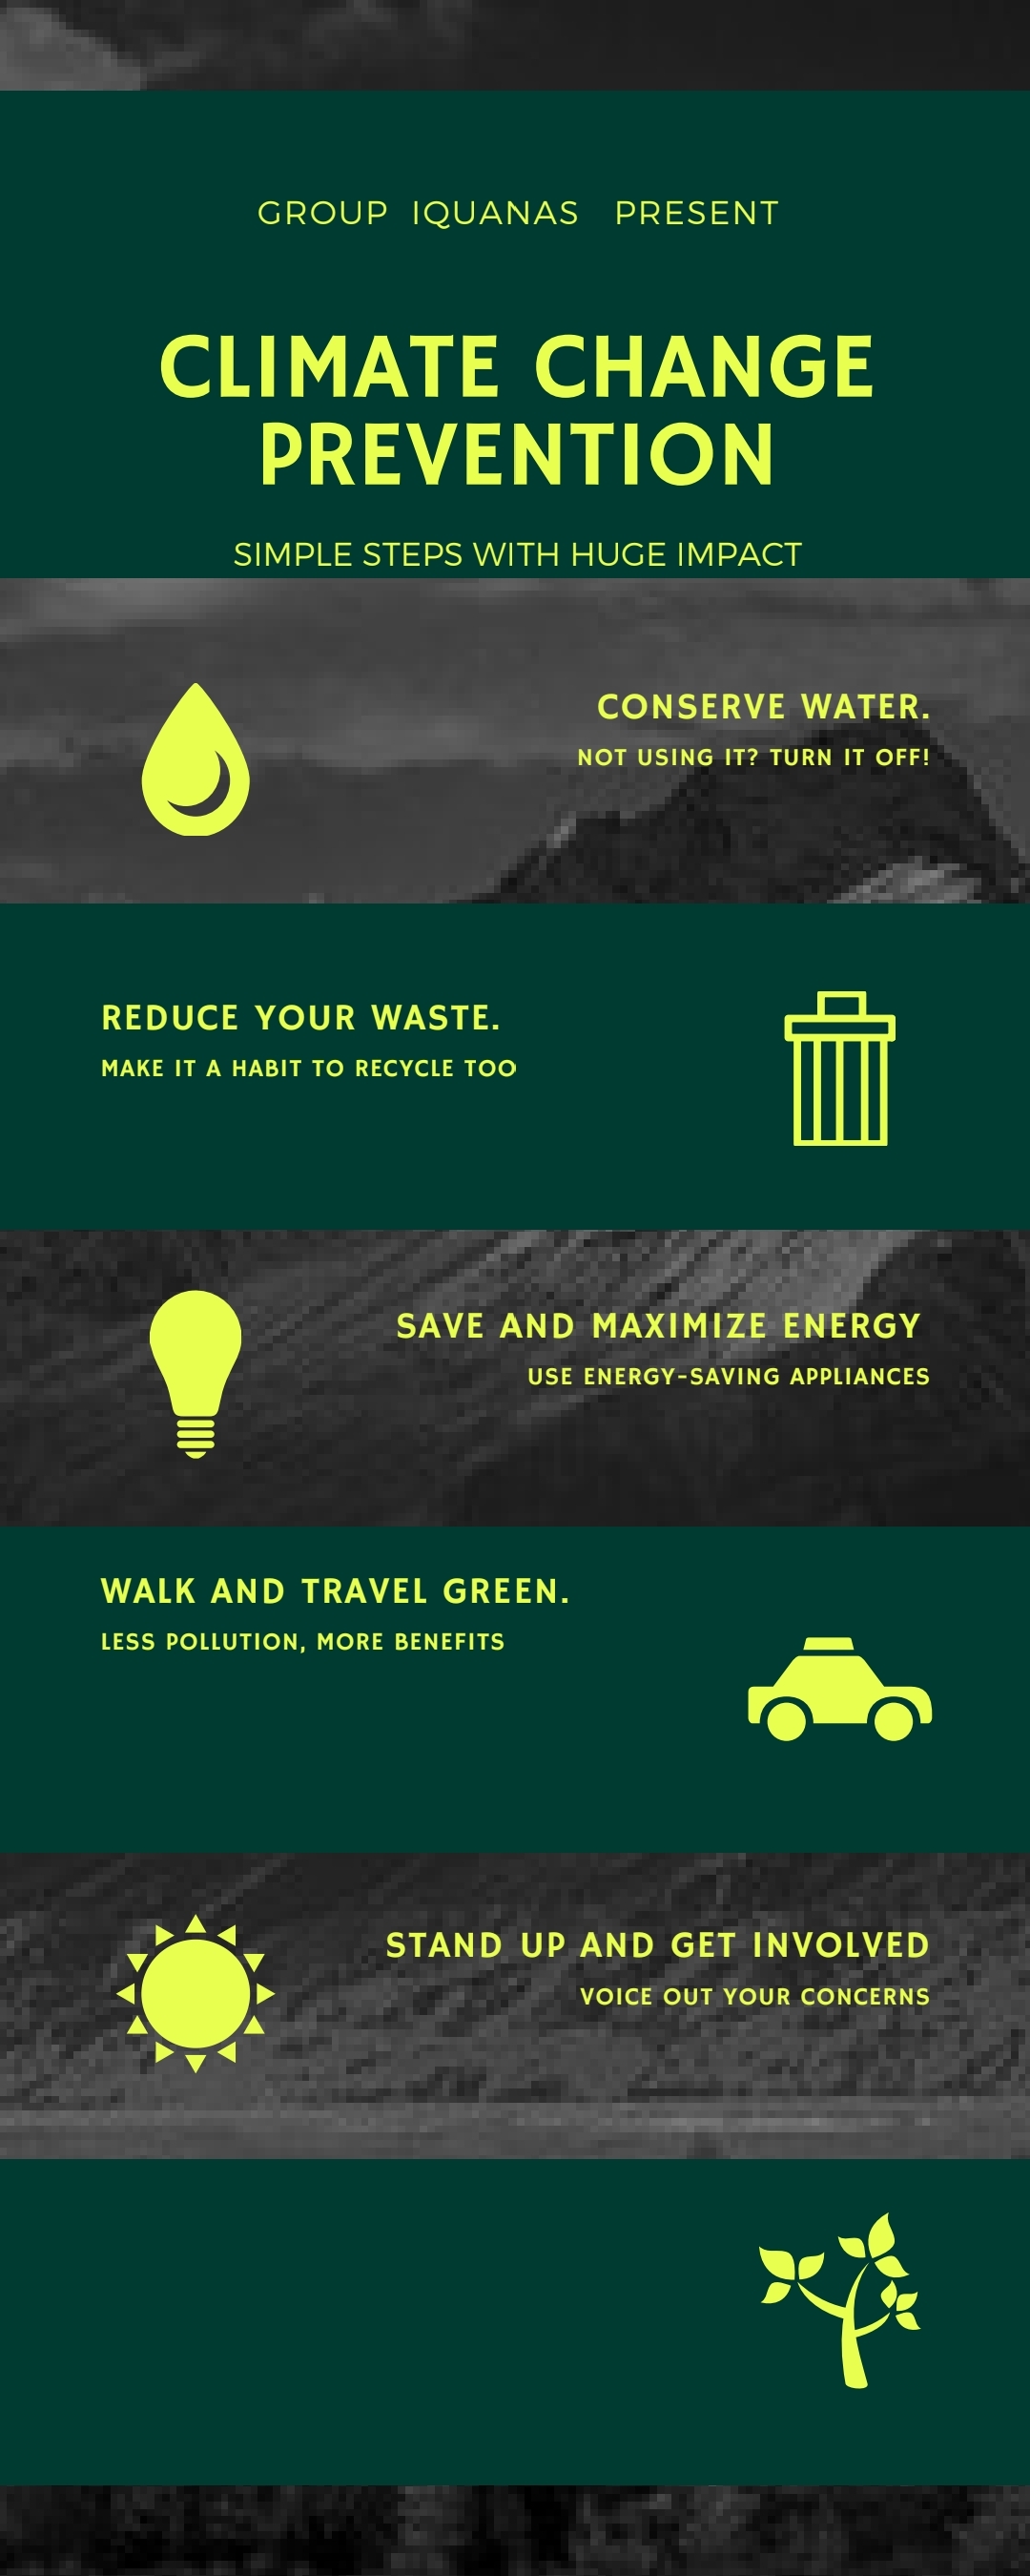 GROUP IQUANAS PRESENT
CLIMATE CHANGE
PREVENTION
SIMPLE STEPS WITH HUGE IMPACT
CONSERVE WATER.
NOT USING IT? TURN IT OFF!
REDUCE YOUR WASTE.
MAKE IT A HABIT TO RECYCLE TOO
SAVE AND MAXIMIZE ENERGY
USE ENERGY-SAVING APPLIANCES
WALK AND TRAVEL GREEN.
LESS POLLUTION, MORE BENEFITS
STAND UP AND GET INVOLVED
VOICE OUT YOUR CONCERNS